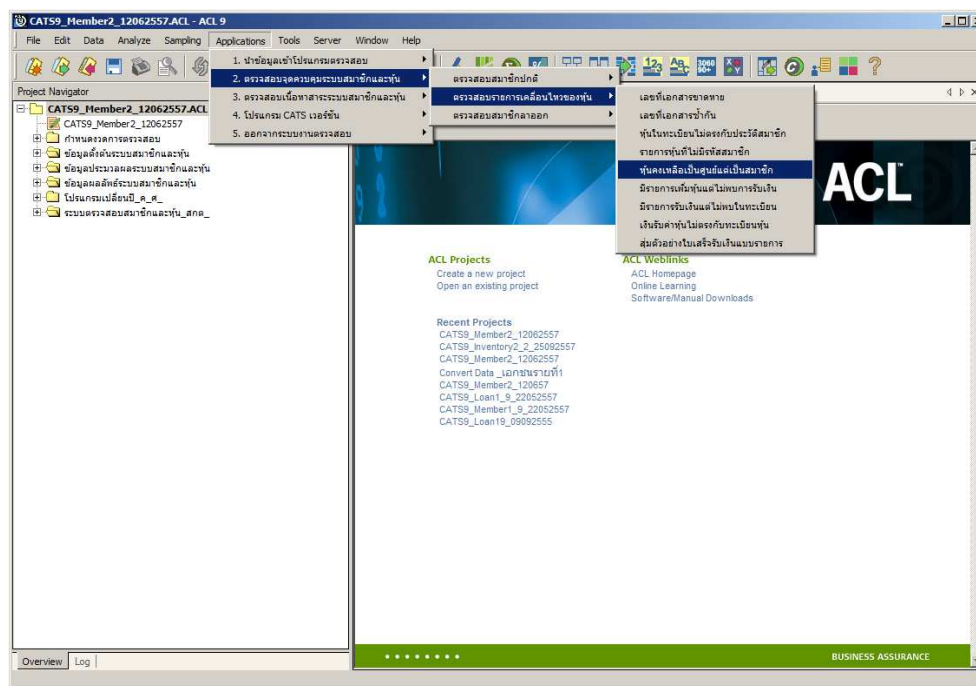 CATS9_Member2_12062557.ACL - ACL 9
File Edit Data Analyze Sampling Applications Tools Server Window Help
1. นำข้อมูลเข้าโปรแกรมตรวจสอบ
2. ตรวจสอบจุดควบคุมระบบสมาชิกและหุ้น
3. ตรวจสอบเนื้อหาสาระระบบสมาชิกและหุ้น
4. โปรแกรม CATS เวอร์ชัน
5. ออกจากระบบงานตรวจสอบ
ตรวจสอบสมาชิกปกติ
ตรวจสอบรายการเคลื่อนไหวของหุ้น
ตรวจสอบสมาชิกลาออก
เลขที่เอกสารขาดหาย
เลขที่เอกสารซ้ำกัน
หุ้นในทะเบียนไม่ตรงกับประวัติสมาชิก
รายการหุ้นที่ไม่มีรหัสสมาชิก
หุ้นคงเหลือเป็นศูนย์แต่เป็นสมาชิก
มีรายการเพิ่มหุ้นแต่ไม่พบการรับเงิน
มีรายการรับเงินแต่ไม่พบในทะเบียน
เงินรับค่าหุ้นไม่ตรงกับทะเบียนหุ้น
สุ่มตัวอย่างใบเสร็จรับเงินแบบรายการ
Project Navigator
CATS9_Member2_12062557.ACL
CATS9_Member2_12062557
กำหนดงวดการตรวจสอบ
ข้อมูลตั้งต้นระบบสมาชิกและหุ้น
ข้อมูลประมวลผลระบบสมาชิกและหุ้น
ข้อมูลผลลัพธ์ระบบสมาชิกและหุ้น
โปรแกรมเปลี่ยนปี_ค_ศ_
ระบบตรวจสอบสมาชิกและหุ้น_สกต_
ACL™
ACL Projects
Create a new project
Open an existing project
ACL Weblinks
ACL Homepage
Online Learning
Software/Manual Downloads
Recent Projects
CATS9_Member2_12062557
CATS9_Inventory2_2_25092557
CATS9_Member2_12062557
Convert Data _เอกชนรายที่1
CATS9_Member2_120657
CATS9_Loan1_9_22052557
CATS9_Member1_9_22052557
CATS9_Loan19_09092555
Overview Log
BUSINESS ASSURANCE